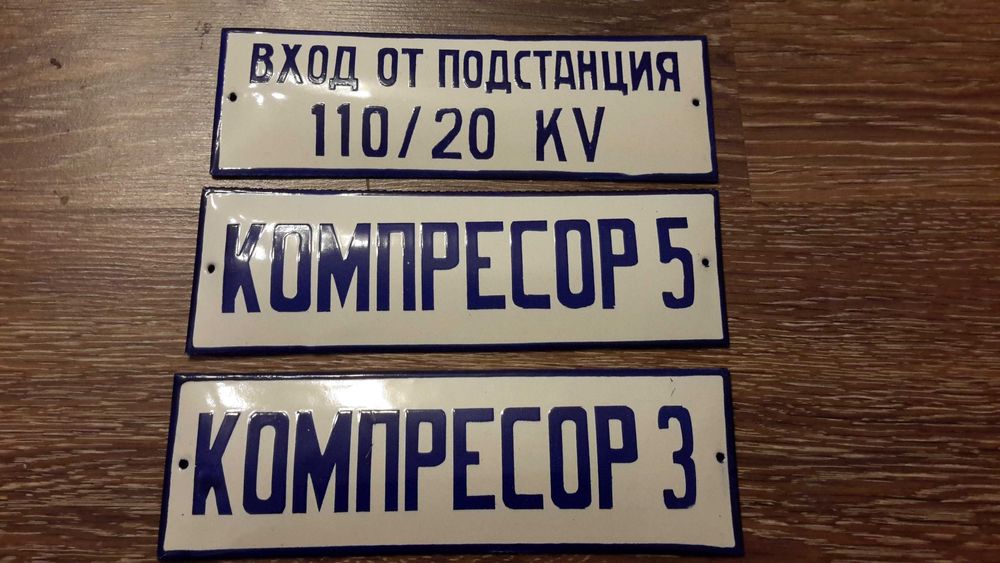 ВХОД ОТ ПОДСТАНЦИЯ
110/20 KV
КОМПРЕСОР 5
КОМПРЕСОР 3